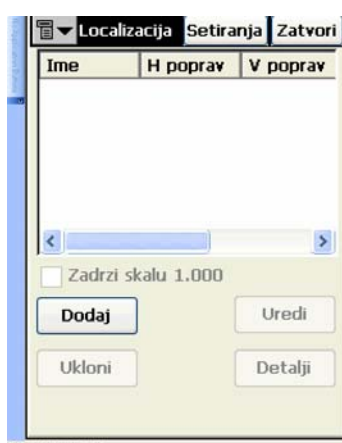 Localizacija Setiranja Zatvori
Ime H poprav V poprav
Zadrzi skalu 1.000
Dodaj Uredi
Ukloni Detalji